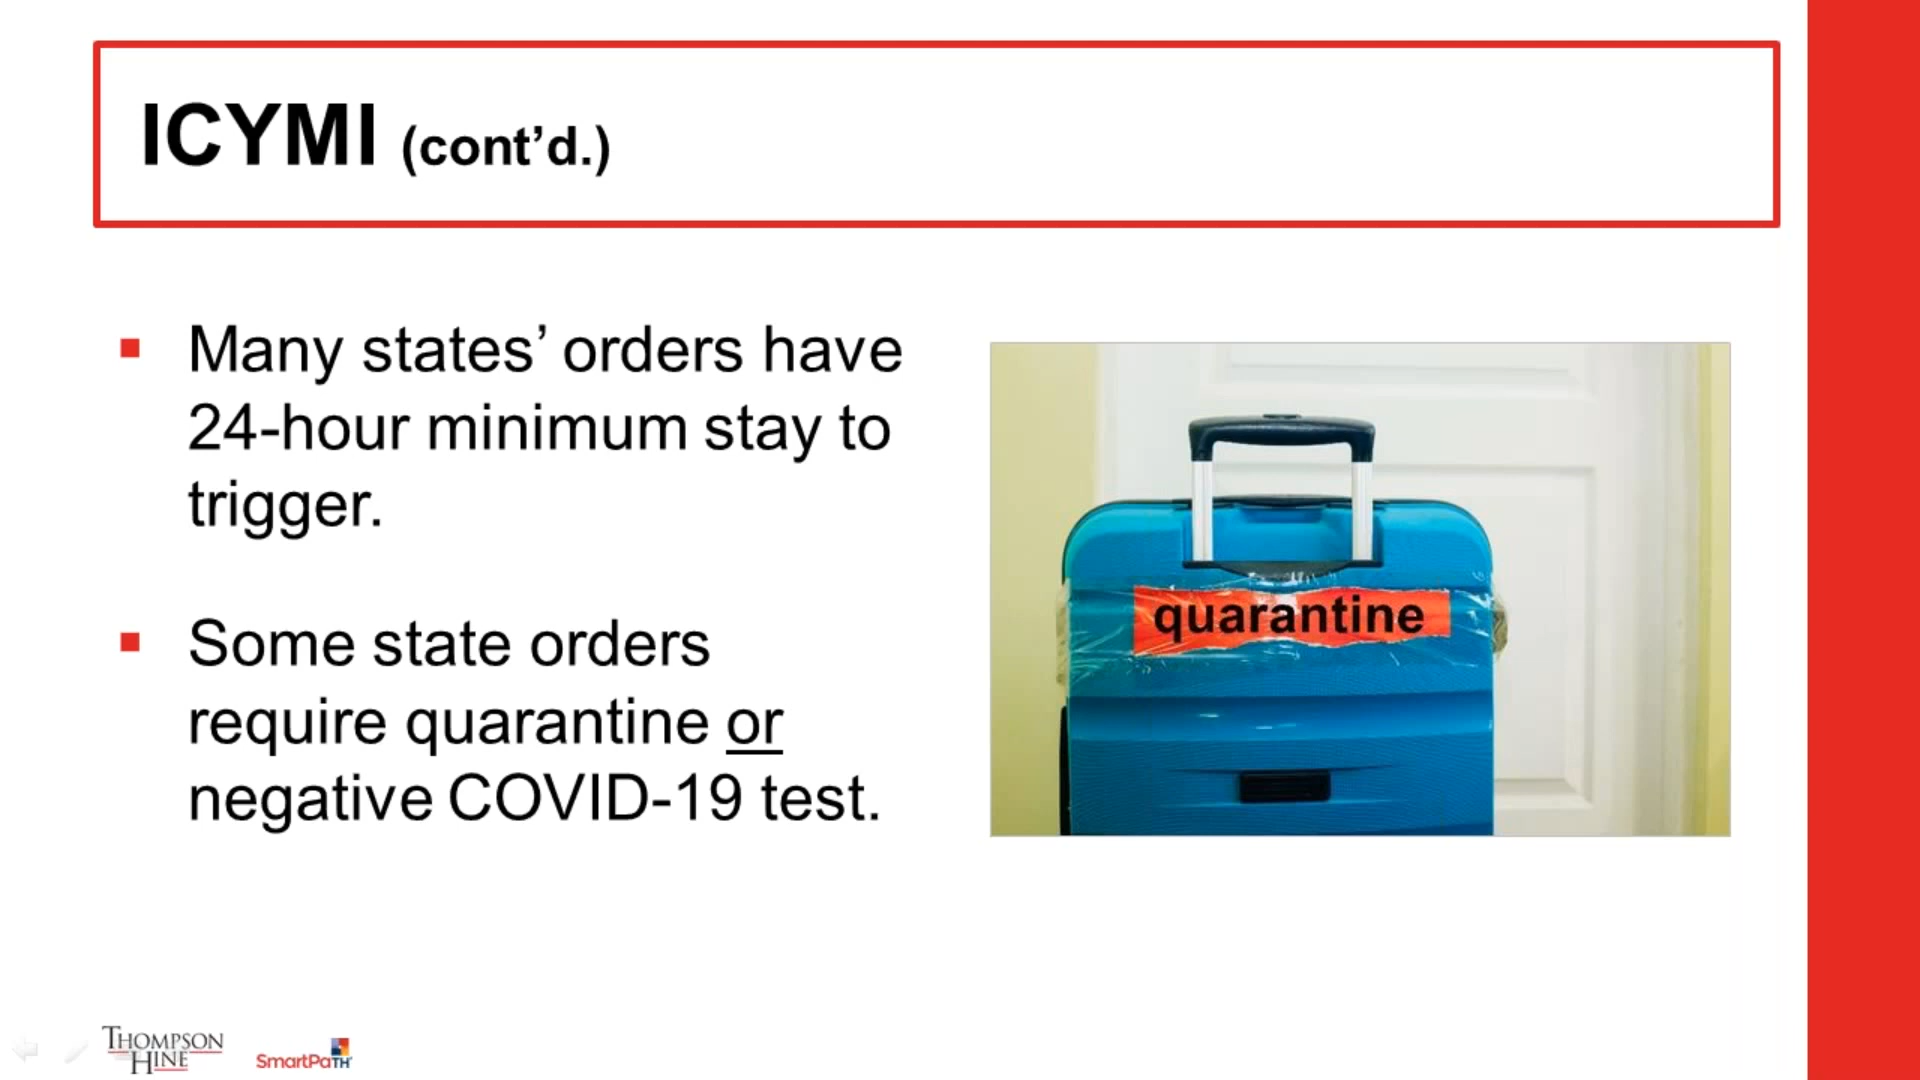 ICYMI (cont’d.)
▪ Many states’ orders have
24-hour minimum stay to
trigger.
▪ Some state orders
require quarantine or
negative COVID-19 test.
quarantine
THOMPSON
HINE
SmartPaTH